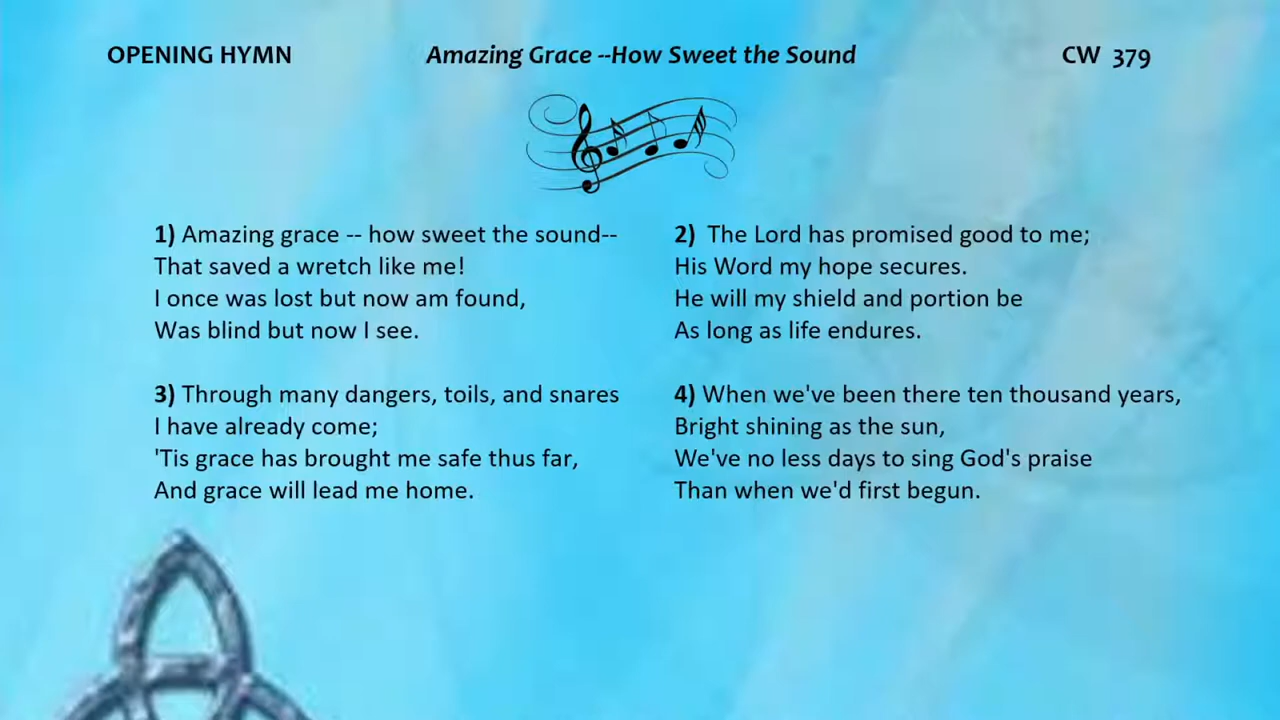 OPENING HYMN Amazing Grace --How Sweet the Sound CW 379
1) Amazing grace -- how sweet the sound--
That saved a wretch like me!
I once was lost but now am found,
Was blind but now I see.
2) The Lord has promised good to me;
His Word my hope secures.
He will my shield and portion be
As long as life endures.
3) Through many dangers, toils, and snares
I have already come;
'Tis grace has brought me safe thus far,
And grace will lead me home.
4) When we've been there ten thousand years,
Bright shining as the sun,
We've no less days to sing God's praise
Than when we'd first begun.